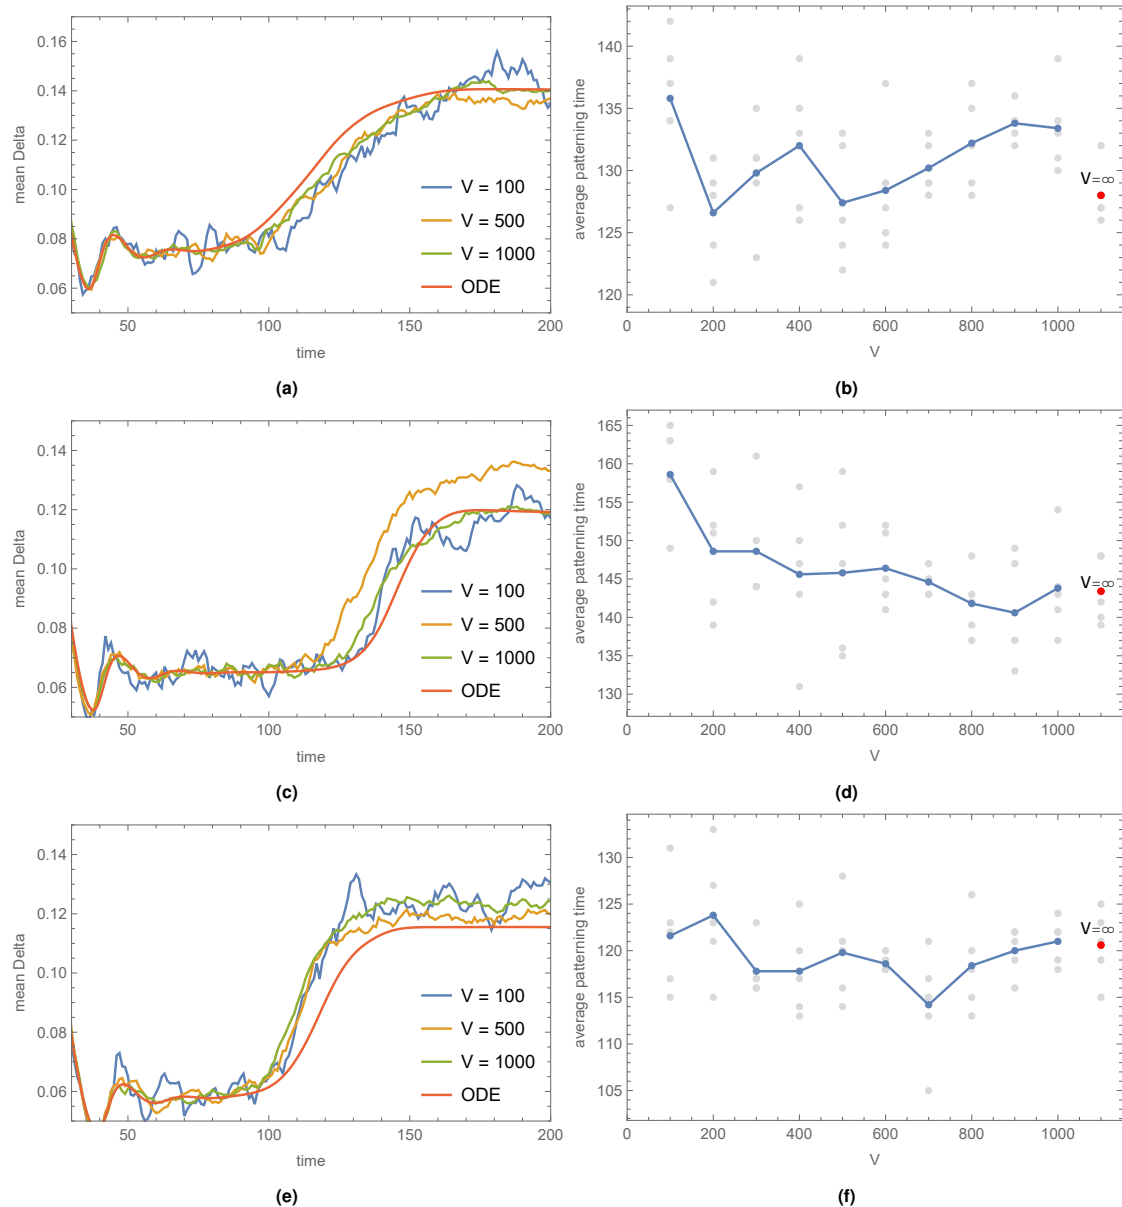 0.16
0.14
0.12
0.10
0.08
0.06
mean Delta
V = 100
V = 500
V = 1000
ODE
50 100 150 200
time
(a)
140
135
130
125
120
average patterning time
V=∞
0 200 400 600 800 1000
V
(b)
0.14
0.12
0.10
0.08
0.06
mean Delta
V = 100
V = 500
V = 1000
ODE
50 100 150 200
time
(c)
165
160
155
150
145
140
135
130
average patterning time
V=∞
0 200 400 600 800 1000
V
(d)
0.14
0.12
0.10
0.08
0.06
mean Delta
V = 100
V = 500
V = 1000
ODE
50 100 150 200
time
(e)
130
125
120
115
110
105
average patterning time
V=∞
0 200 400 600 800 1000
V
(f)